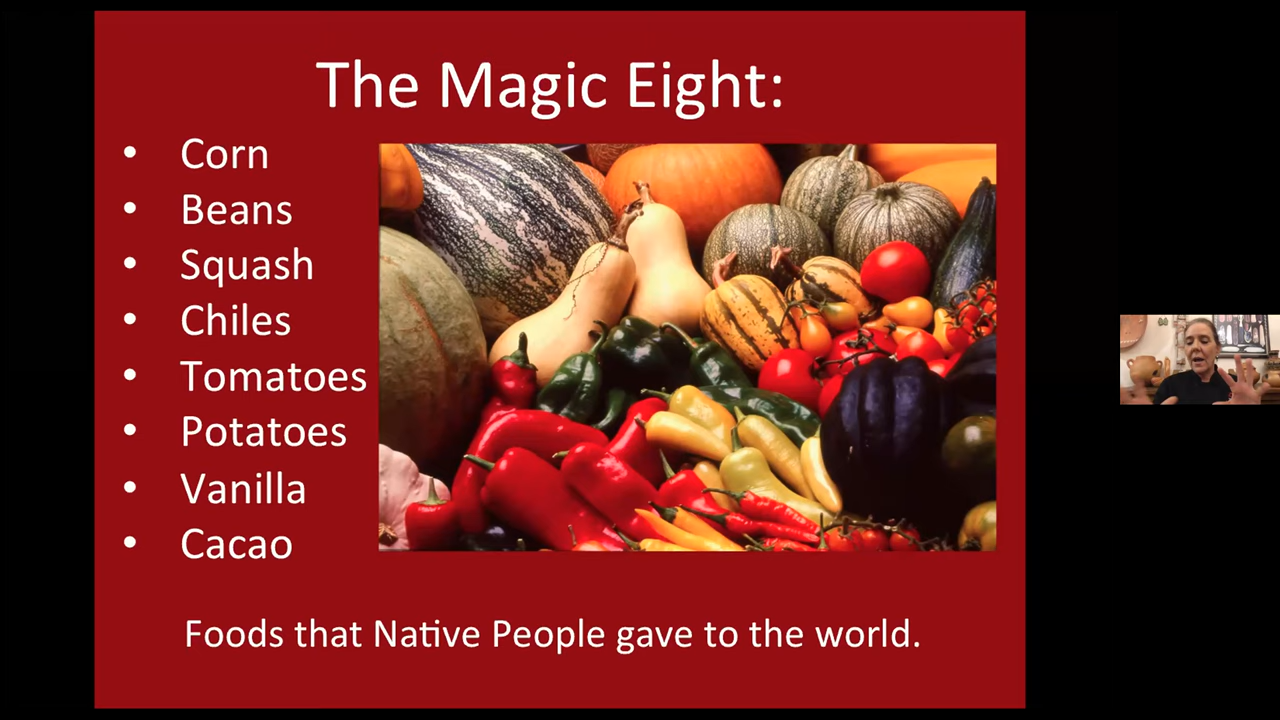 The Magic Eight:
• Corn
• Beans
• Squash
• Chiles
• Tomatoes
• Potatoes
• Vanilla
• Cacao
Foods that Native People gave to the world.